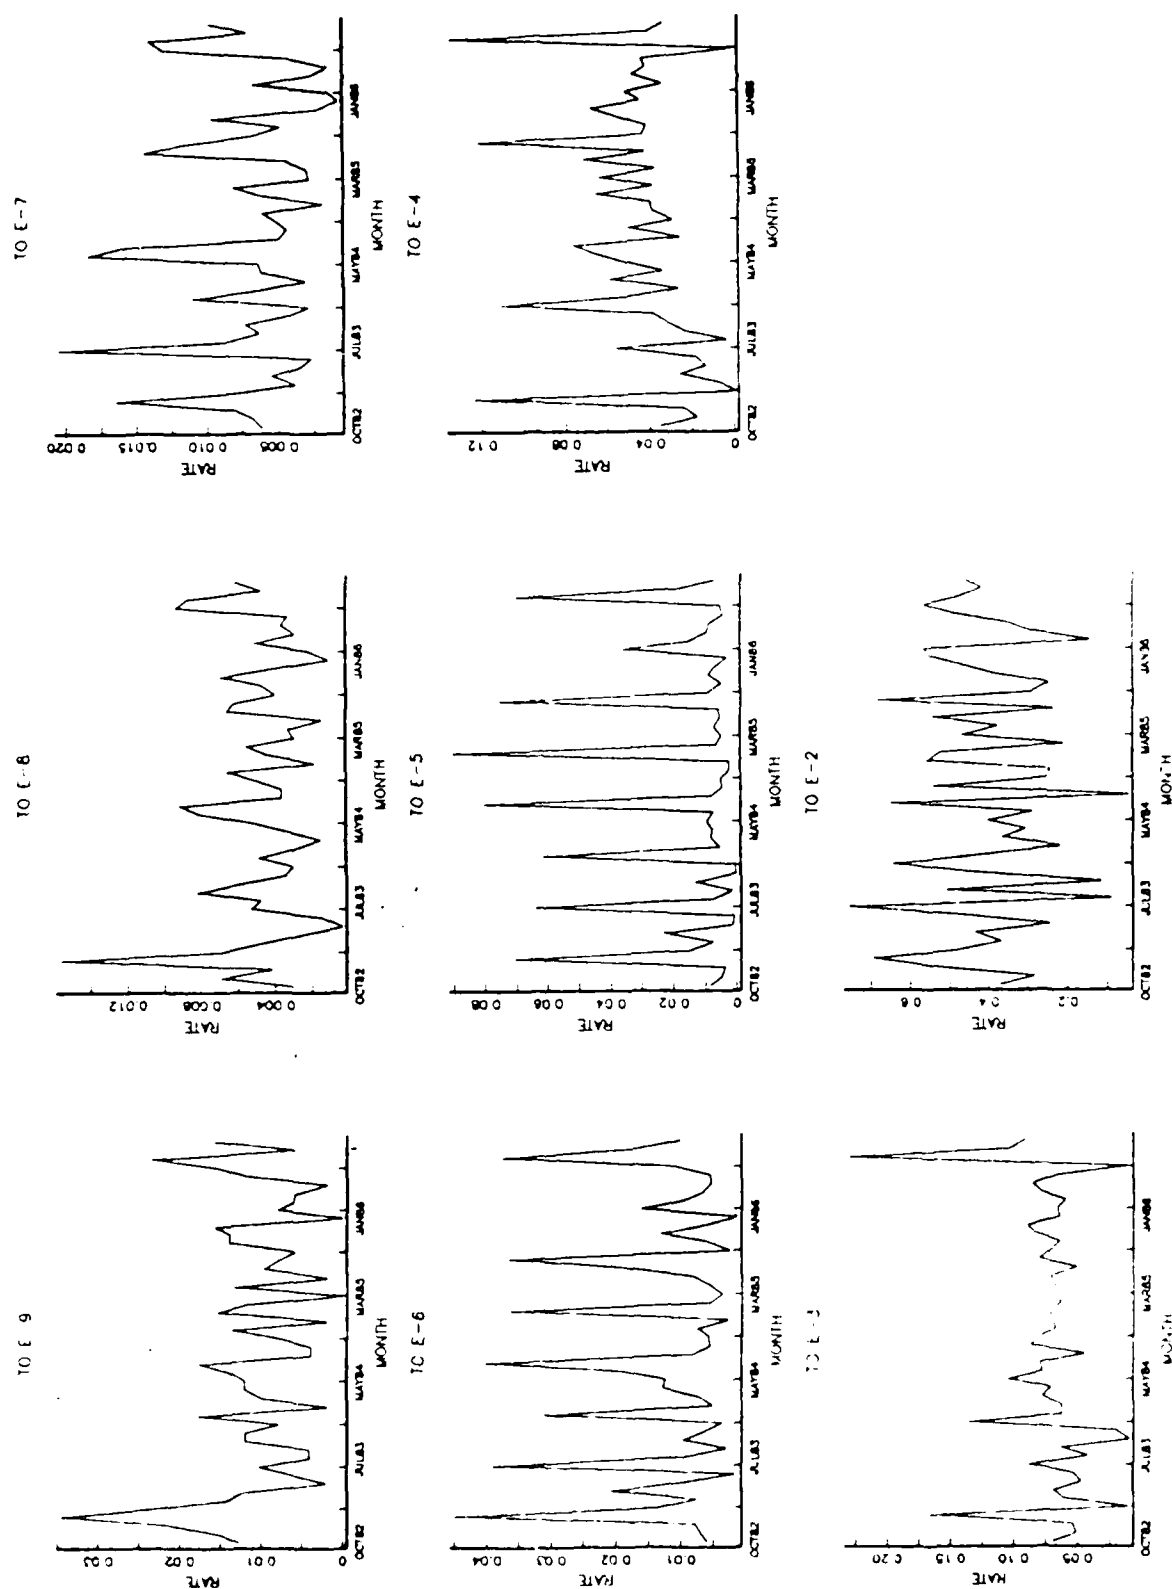 TO E-9
RATE
0.03
0.02
0.01
0
OCT82
JUL83
MAY84
MAR85
JAN86
MONTH
TO E-8
RATE
0.012
0.008
0.004
OCT82
JUL83
MAY84
MAR85
JAN86
MONTH
TO E-7
RATE
0.020
0.015
0.010
0.005
OCT82
JUL83
MAY84
MAR85
JAN86
MONTH
TO E-6
RATE
0.04
0.02
0.01
OCT82
JUL83
MAY84
MAR85
JAN86
MONTH
TO E-5
RATE
0.08
0.06
0.04
0.02
0
OCT82
JUL83
MAY84
MAR85
JAN86
MONTH
TO E-4
RATE
0.12
0.08
0.04
0
OCT82
JUL83
MAY84
MAR85
JAN86
MONTH
TO E-3
RATE
0.20
0.15
0.10
0.05
OCT82
JUL83
MAY84
MAR85
JAN86
MONTH
TO E-2
RATE
0.4
0.2
OCT82
JUL83
MAY84
MAR85
JAN86
MONTH